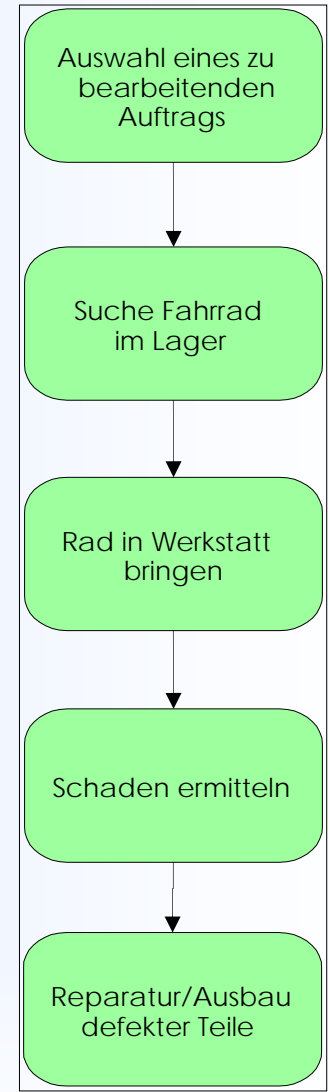 Auswahl eines zu
bearbeitenden
Auftrags
Suche Fahrrad
im Lager
Rad in Werkstatt
bringen
Schaden ermitteln
Reparatur/Ausbau
defekter Teile